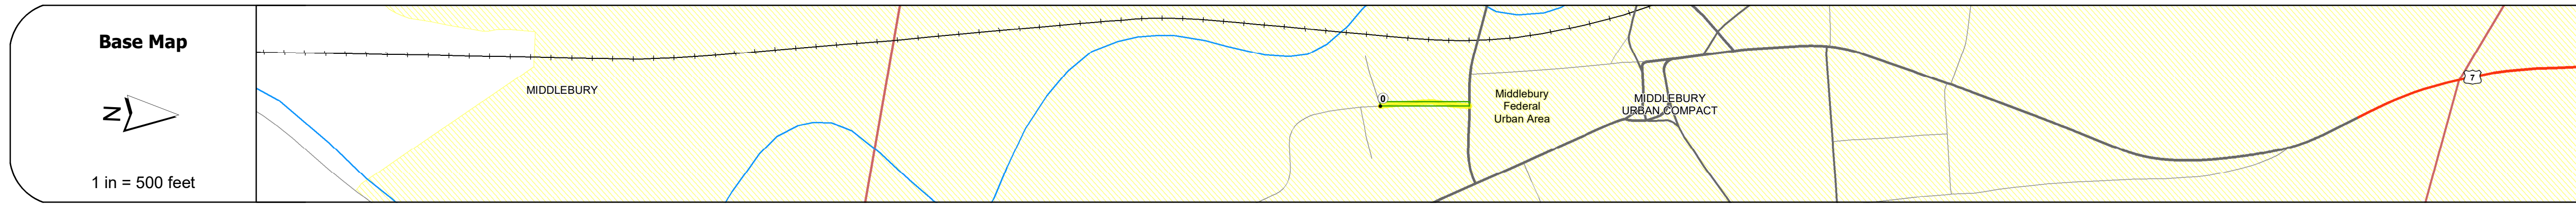 Base Map
N
1 in = 500 feet
MIDDLEBURY
0
Middlebury
Federal
Urban Area
MIDDLEBURY
URBAN COMPACT
7